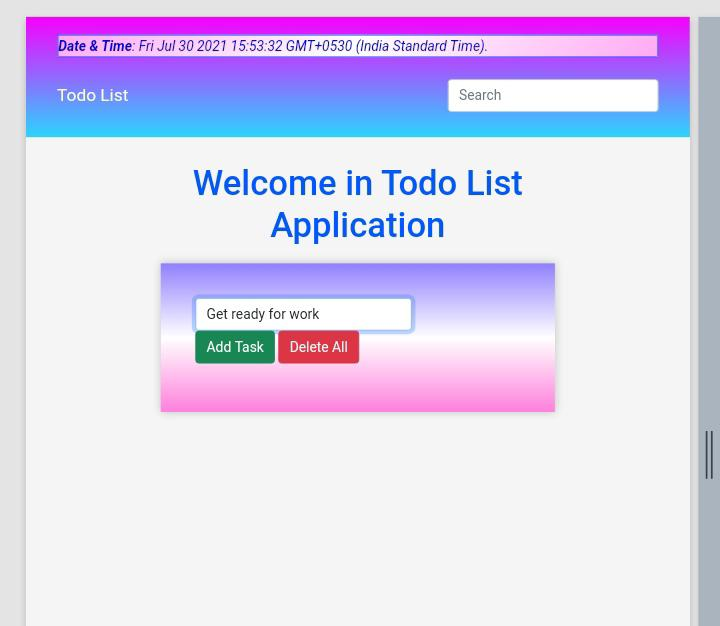 Date & Time: Fri Jul 30 2021 15:53:32 GMT+0530 (India Standard Time).
Todo List
Search
Welcome in Todo List
Application
Get ready for work
Add Task
Delete All